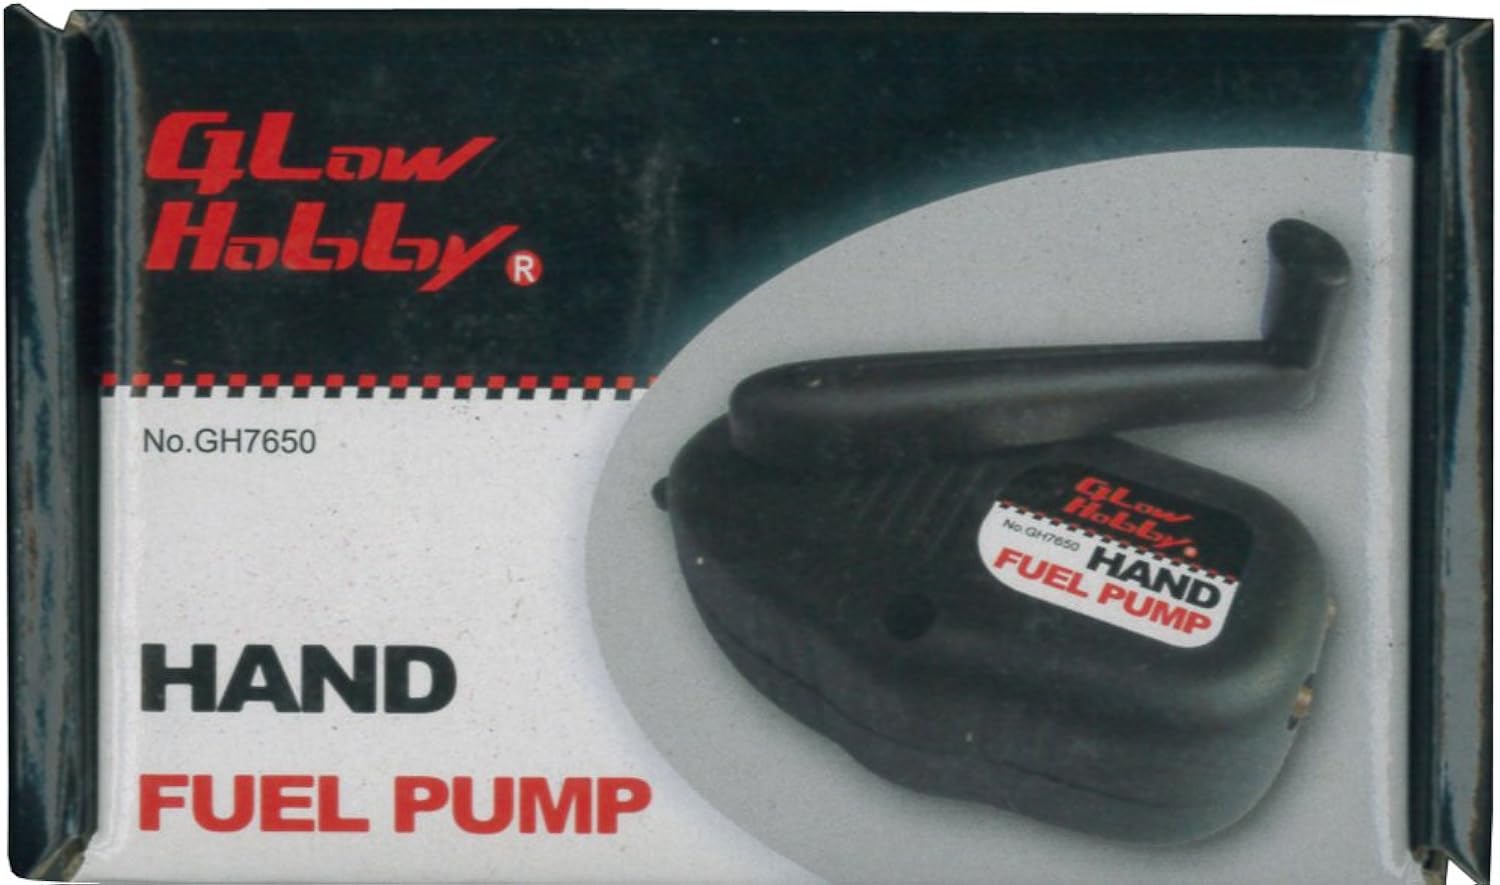 GLow
Hobby®
No.GH7650
HAND
FUEL PUMP
GLow
Hobby
No.GH7650 HAND
FUEL PUMP